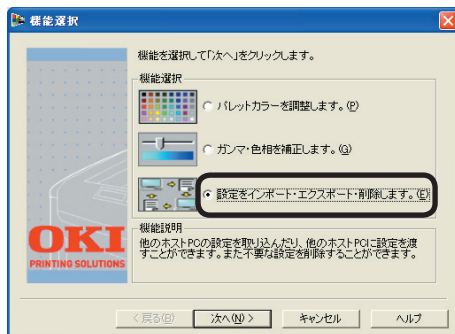 機能選択
機能を選択して「次へ」をクリックします。
機能選択
パレットカラーを調整します。(P)
ガンマ・色相を補正します。(G)
設定をインポート・エクスポート・削除します。(E)
機能説明
他のホストPCの設定を取り込んだり、他のホストPCに設定を渡
すことができます。また不要な設定を削除することができます。
OKI
PRINTING SOLUTIONS
< 戻る(B)
次へ(N) >
キャンセル
ヘルプ